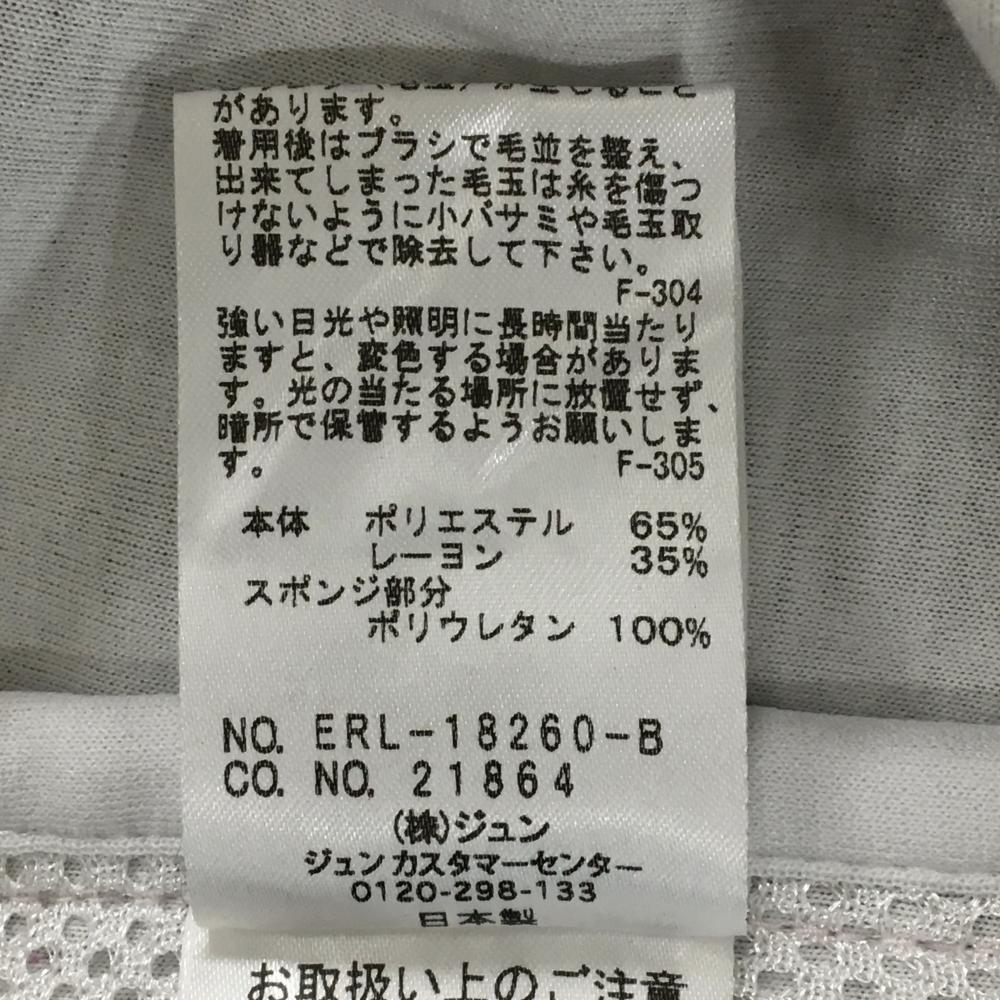 があります。
着用後はブラシで毛並を整え、
出来てしまった毛玉は糸を傷つ
けないように小バサミや毛玉取
り器などで除去して下さい。
F-304
強い日光や照明に長時間当たり
ますと、変色する場合がありま
す。光の当たる場所に放置せず、
暗所で保管するようお願いしま
す。 F-305
本体 ポリエステル 65%
レーヨン 35%
スポンジ部分
ポリウレタン 100%
NO. ERL-18260-B
CO. NO. 21864
(株)ジュン
ジュンカスタマーセンター
0120-298-133
日本製
お取扱い上のご注意